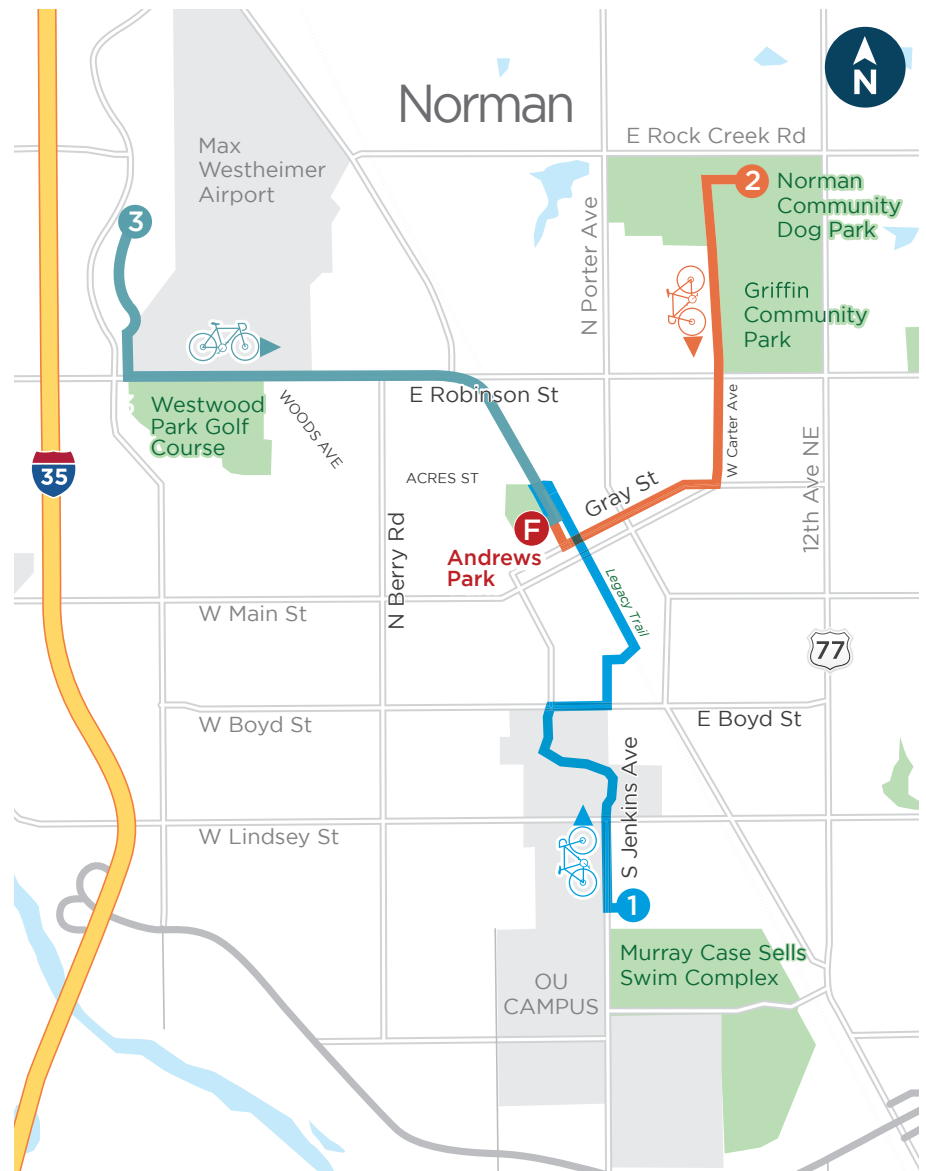 Norman
N
E Rock Creek Rd
Max
Westheimer
Airport
2
Norman
Community
Dog Park
3
N Porter Ave
Griffin
Community
Park
E Robinson St
Westwood
Park Golf
Course
WOODS AVE
W Carter Ave
12th Ave NE
35
ACRES ST
Gray St
F
Andrews
Park
N Berry Rd
Legacy Trail
W Main St
77
W Boyd St
E Boyd St
S Jenkins Ave
W Lindsey St
1
Murray Case Sells
Swim Complex
OU
CAMPUS